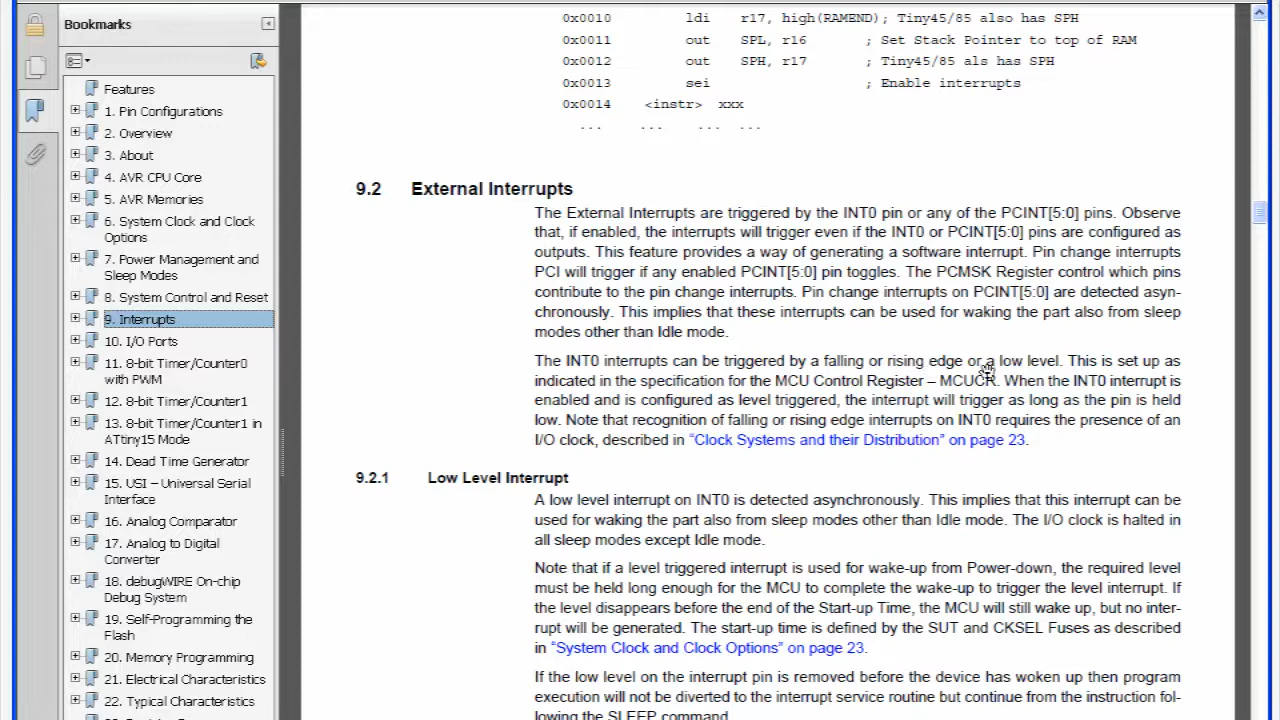 Bookmarks
Features
1. Pin Configurations
2. Overview
3. About
4. AVR CPU Core
5. AVR Memories
6. System Clock and Clock
Options
7. Power Management and
Sleep Modes
8. System Control and Reset
9. Interrupts
10. I/O Ports
11. 8-bit Timer/Counter0
with PWM
12. 8-bit Timer/Counter1
13. 8-bit Timer/Counter1 in
ATtiny15 Mode
14. Dead Time Generator
15. USI – Universal Serial
Interface
16. Analog Comparator
17. Analog to Digital
Converter
18. debugWIRE On-chip
Debug System
19. Self-Programming the
Flash
20. Memory Programming
21. Electrical Characteristics
22. Typical Characteristics
0x0010 ldi r17, high(RAMEND); Tiny45/85 also has SPH
0x0011 out SPL, r16 ; Set Stack Pointer to top of RAM
0x0012 out SPH, r17 ; Tiny45/85 als has SPH
0x0013 sei ; Enable interrupts
0x0014 <instr> xxx
... ... ... ...
9.2 External Interrupts
The External Interrupts are triggered by the INT0 pin or any of the PCINT[5:0] pins. Observe
that, if enabled, the interrupts will trigger even if the INT0 or PCINT[5:0] pins are configured as
outputs. This feature provides a way of generating a software interrupt. Pin change interrupts
PCI will trigger if any enabled PCINT[5:0] pin toggles. The PCMSK Register control which pins
contribute to the pin change interrupts. Pin change interrupts on PCINT[5:0] are detected asyn-
chronously. This implies that these interrupts can be used for waking the part also from sleep
modes other than Idle mode.
The INT0 interrupts can be triggered by a falling or rising edge or a low level. This is set up as
indicated in the specification for the MCU Control Register – MCUCR. When the INT0 interrupt is
enabled and is configured as level triggered, the interrupt will trigger as long as the pin is held
low. Note that recognition of falling or rising edge interrupts on INT0 requires the presence of an
I/O clock, described in “Clock Systems and their Distribution” on page 23.
9.2.1 Low Level Interrupt
A low level interrupt on INT0 is detected asynchronously. This implies that this interrupt can be
used for waking the part also from sleep modes other than Idle mode. The I/O clock is halted in
all sleep modes except Idle mode.
Note that if a level triggered interrupt is used for wake-up from Power-down, the required level
must be held long enough for the MCU to complete the wake-up to trigger the level interrupt. If
the level disappears before the end of the Start-up Time, the MCU will still wake up, but no inter-
rupt will be generated. The start-up time is defined by the SUT and CKSEL Fuses as described
in “System Clock and Clock Options” on page 23.
If the low level on the interrupt pin is removed before the device has woken up then program
execution will not be diverted to the interrupt service routine but continue from the instruction fol-
lowing the SLEEP command.